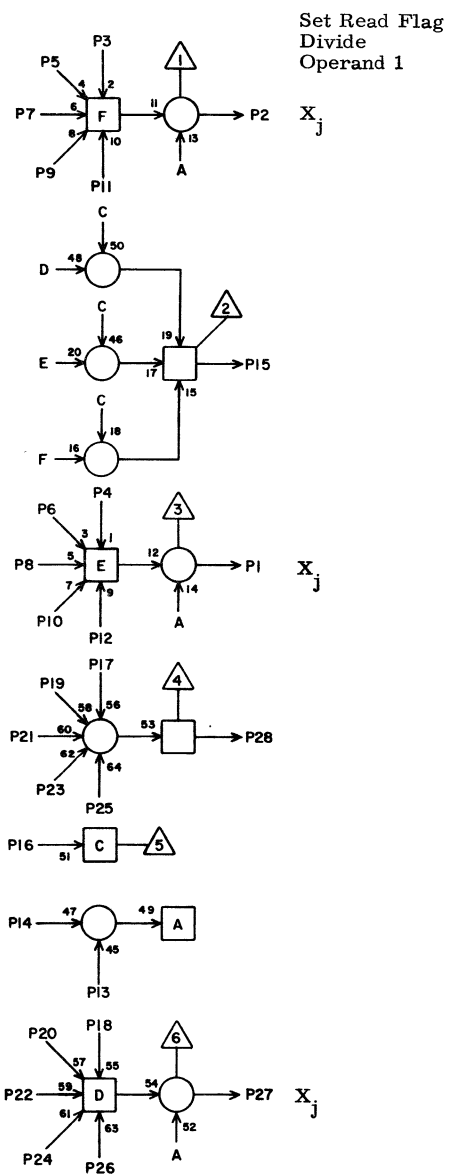 Set Read Flag
Divide
Operand 1
P3
1
P5
4
2
P7
6
F
11
P2
Xj
8
10
13
P9
P11
A
C
50
D
48
C
2
46
19
E
20
17
P15
15
C
18
F
16
P4
3
P6
3
1
P8
5
E
12
P1
Xj
7
9
14
P10
P12
A
P17
4
P19
58
56
P21
60
53
P28
62
64
P23
P25
P16
51
C
5
P14
47
49
A
45
P13
P18
6
P20
57
55
P22
59
D
54
P27
Xj
61
63
52
P24
P26
A